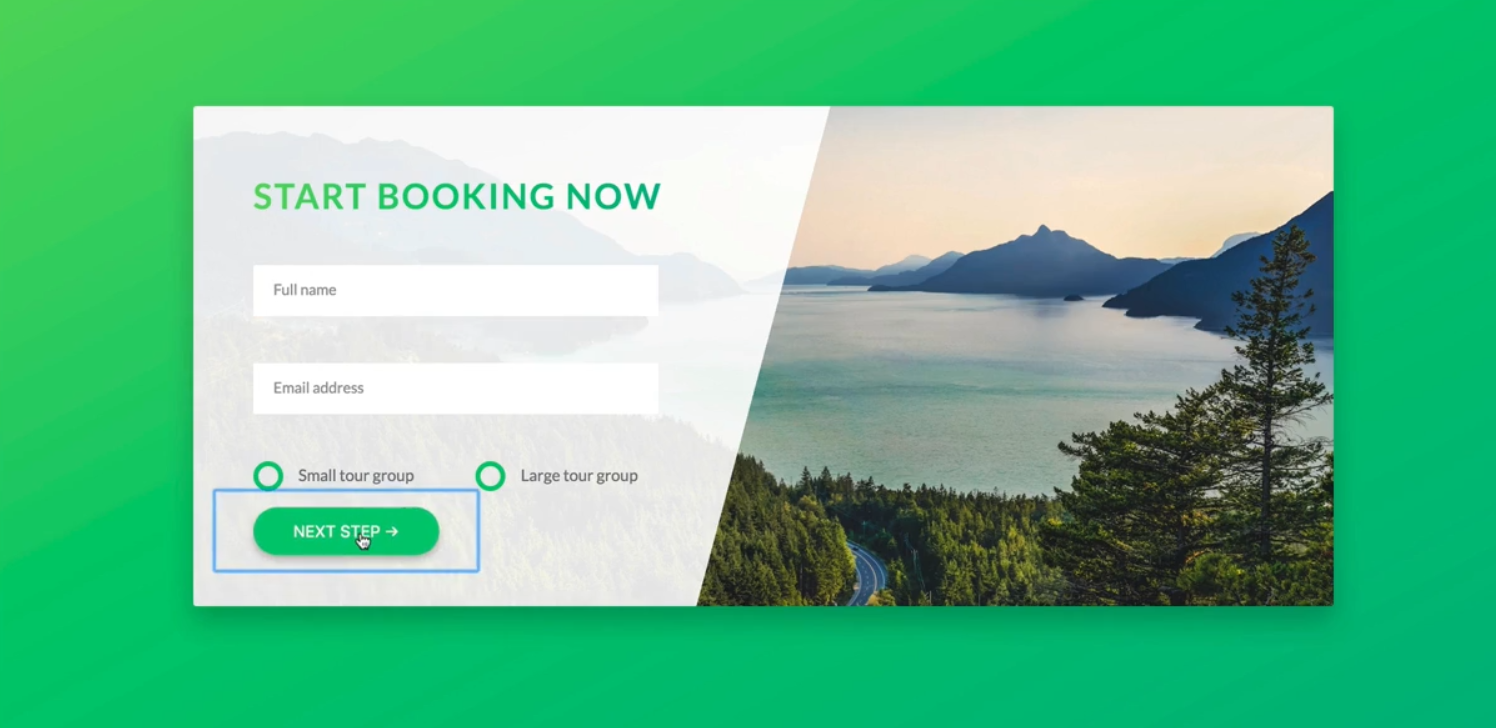 START BOOKING NOW
Full name
Email address
Small tour group Large tour group
NEXT STEP →